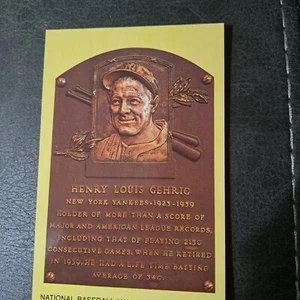 HENRY LOUIS GEHRIG
NEW YORK YANKEES·1923-1939
HOLDER OF MORE THAN A SCORE OF
MAJOR AND AMERICAN LEAGUE RECORDS,
INCLUDING THAT OF PLAYING 2130
CONSECUTIVE GAMES. WHEN HE RETIRED
IN 1939, HE HAD A LIFE TIME BATTING
AVERAGE OF 340.
NATIONAL BASEBALL